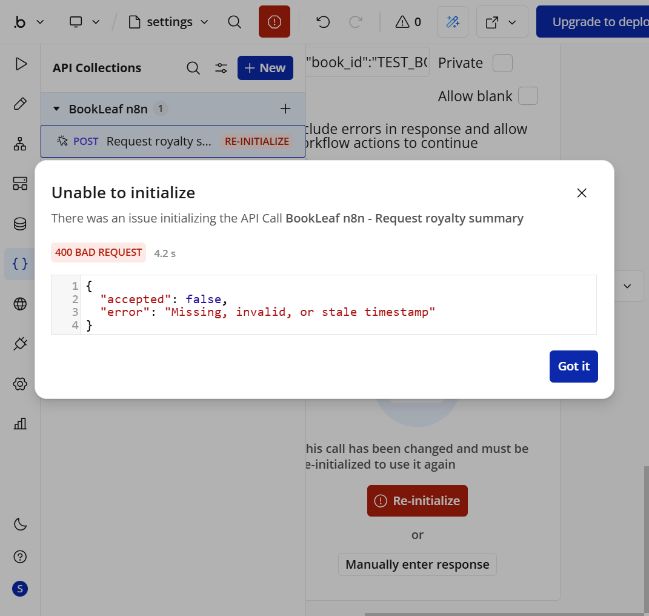 .b
settings
0
Upgrade to deplo
API Collections
+ New
"book_id":"TEST_BO
Private
Allow blank
BookLeaf n8n 1
POST Request royalty s... RE-INITIALIZE
clude errors in response and allow
orkflow actions to continue
Unable to initialize
There was an issue initializing the API Call BookLeaf n8n - Request royalty summary
400 BAD REQUEST 4.2 s
1 {
2 "accepted": false,
3 "error": "Missing, invalid, or stale timestamp"
4 }
Got it
his call has been changed and must be
e-initialized to use it again
Re-initialize
or
Manually enter response
S